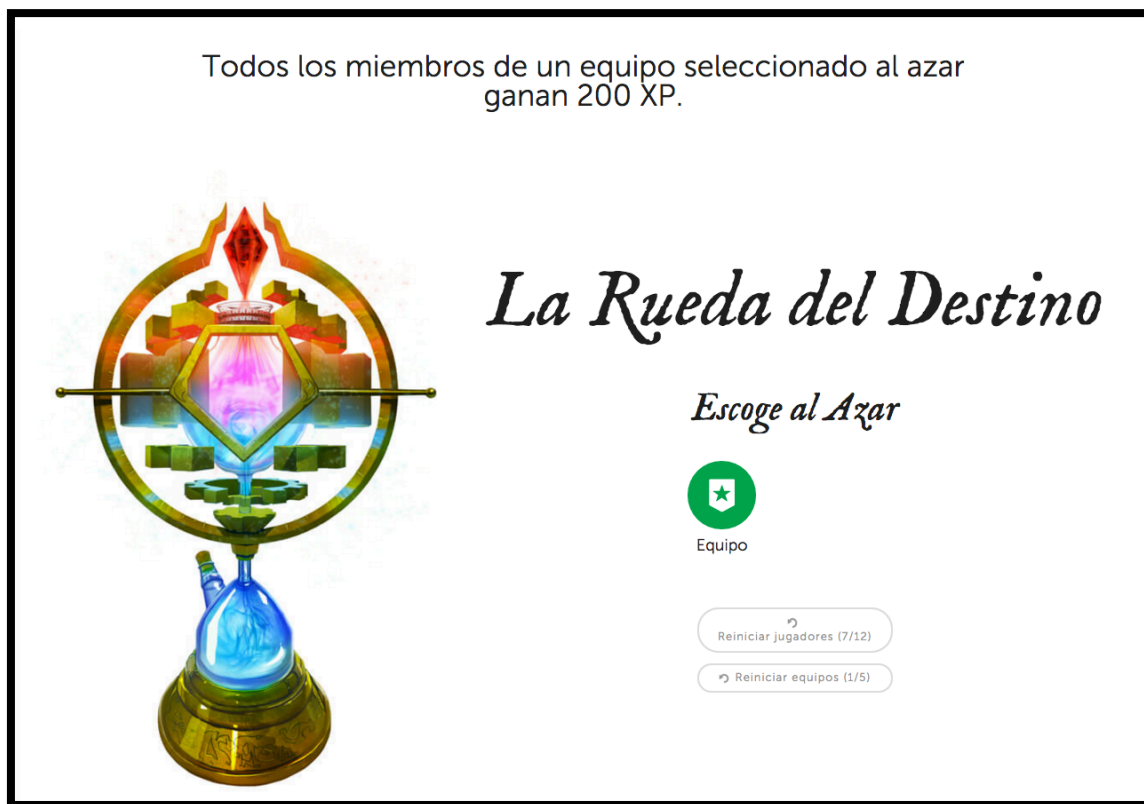 Todos los miembros de un equipo seleccionado al azar
ganan 200 XP.
La Rueda del Destino
Escoge al Azar
Equipo
Reiniciar jugadores (7/12)
Reiniciar equipos (1/5)